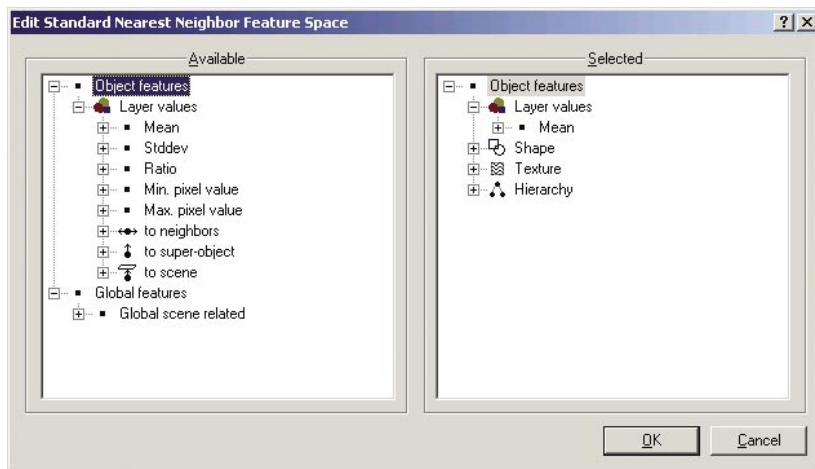 Edit Standard Nearest Neighbor Feature Space
Available
Object features
Layer values
Mean
Stddev
Ratio
Min. pixel value
Max. pixel value
to neighbors
to super-object
to scene
Global features
Global scene related
Selected
Object features
Layer values
Mean
Shape
Texture
Hierarchy
OK
Cancel